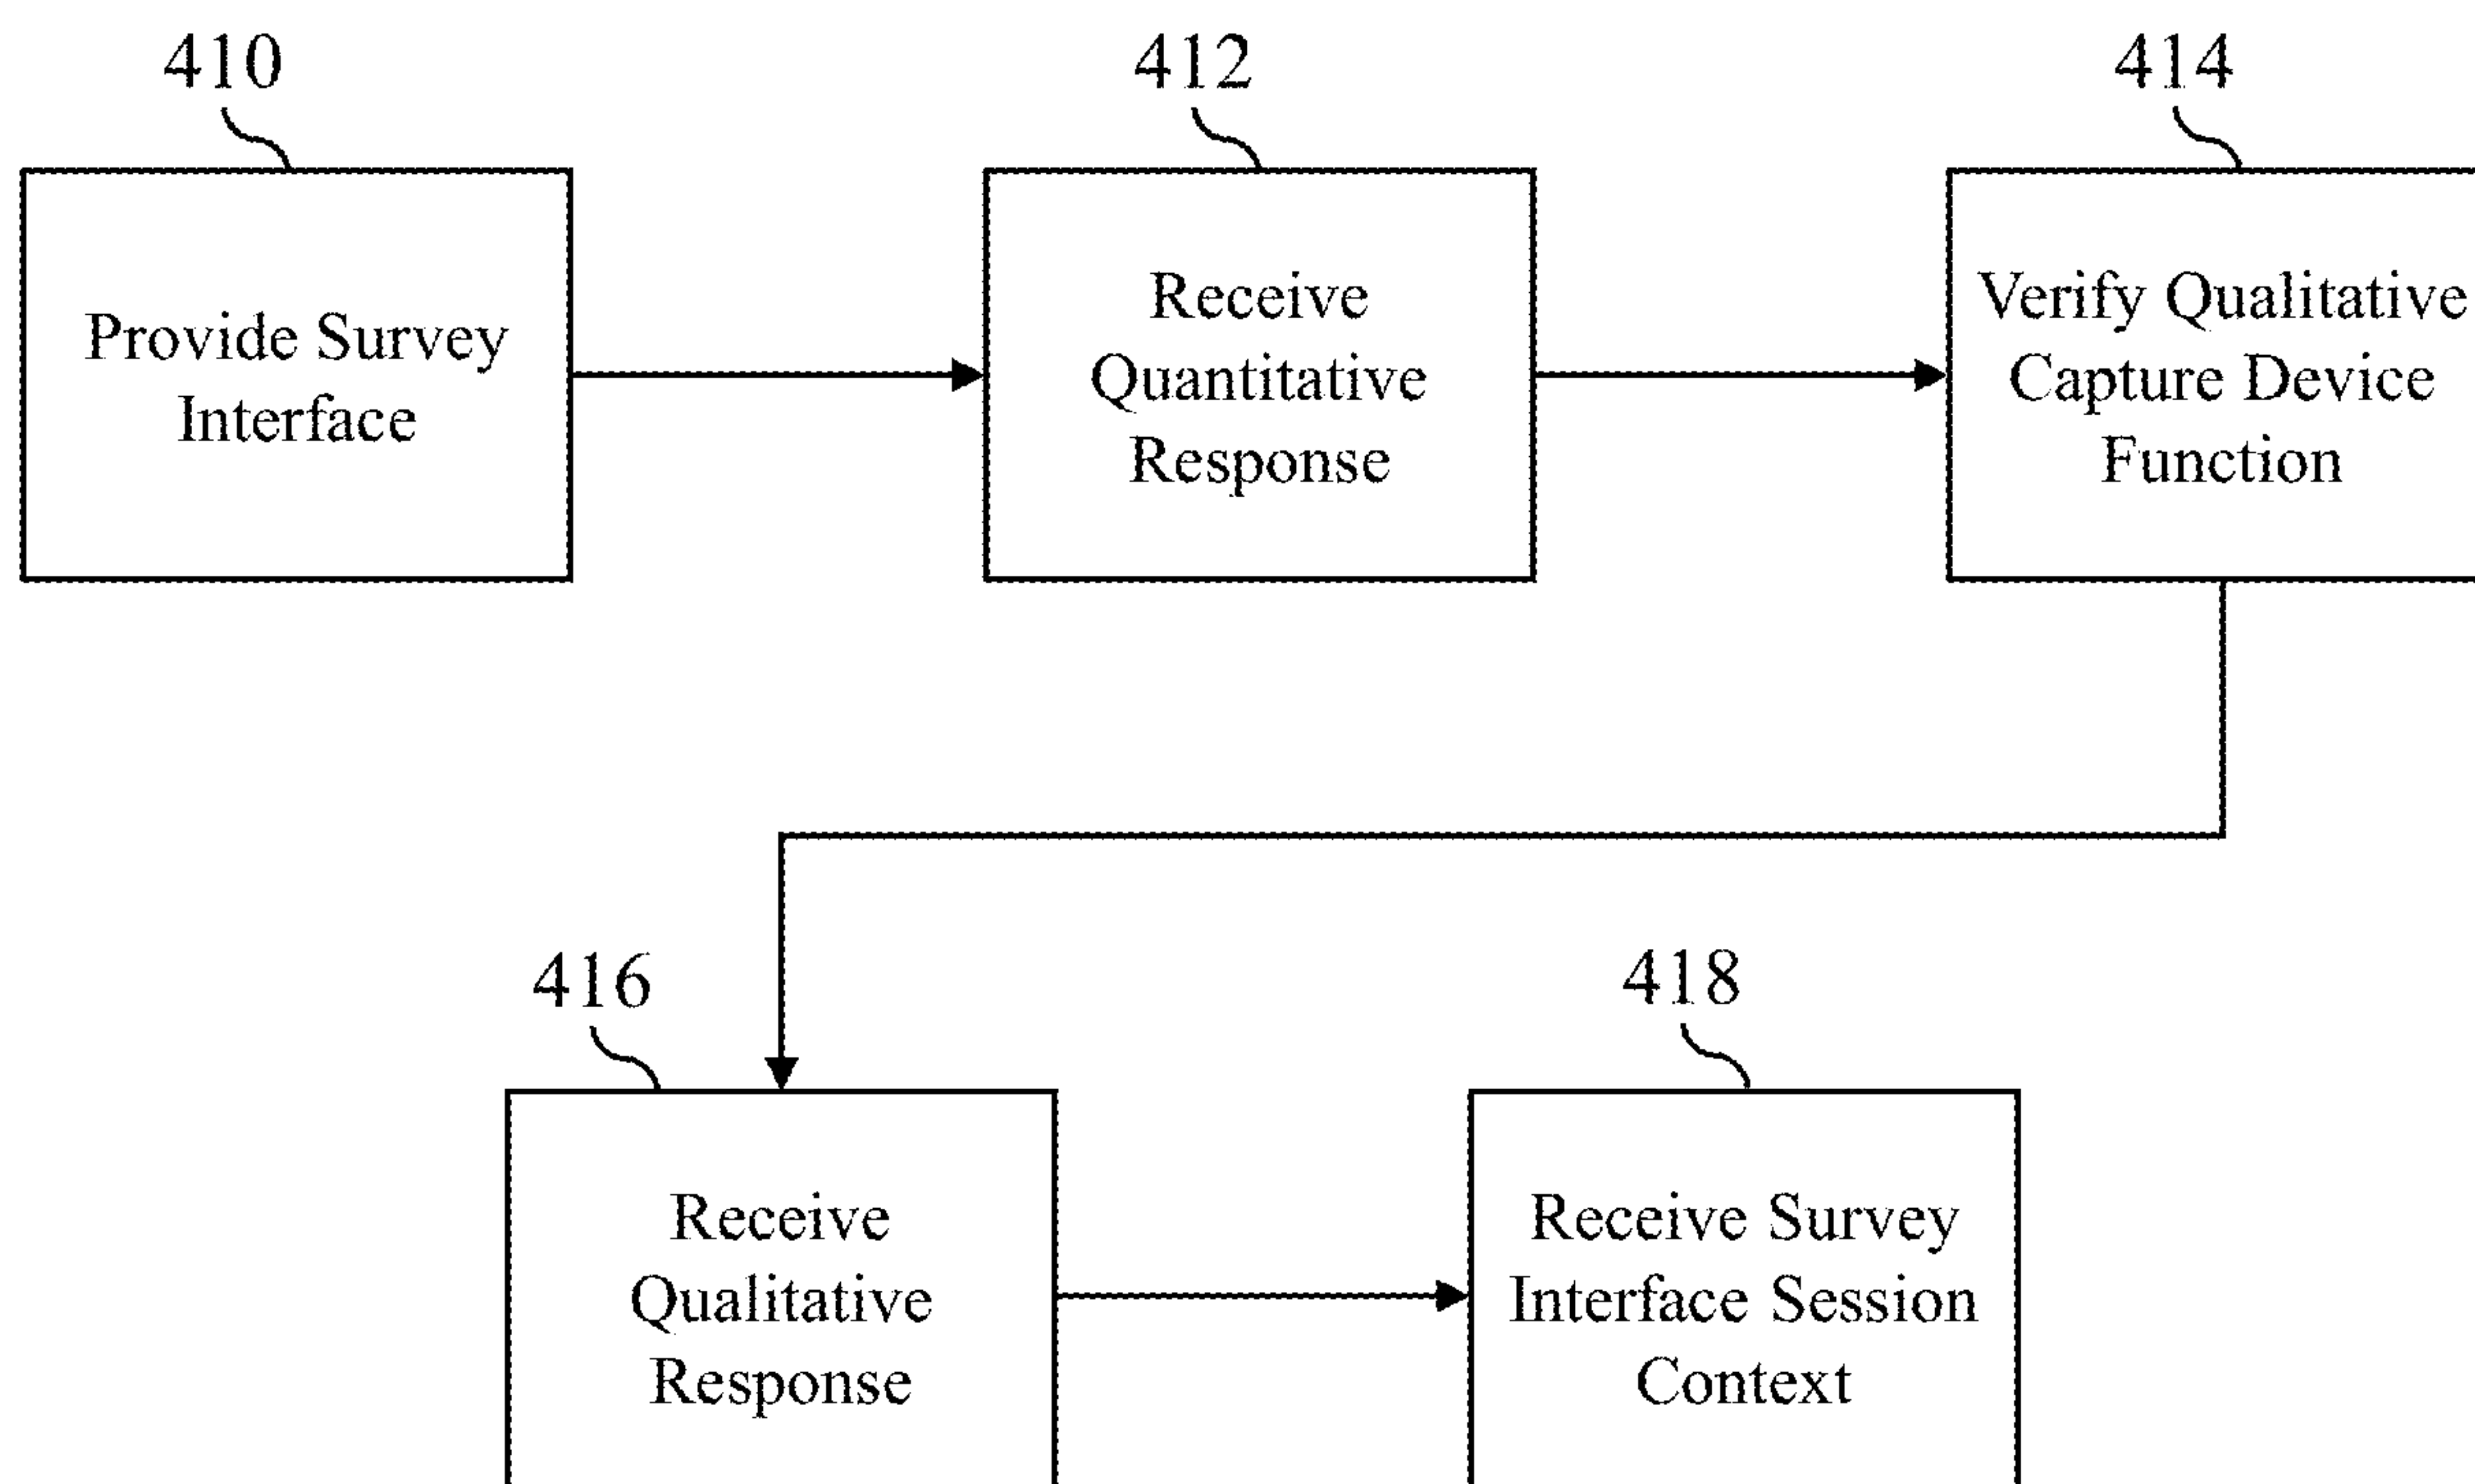 410
Provide Survey
Interface
412
Receive
Quantitative
Response
414
Verify Qualitative
Capture Device
Function
416
Receive
Qualitative
Response
418
Receive Survey
Interface Session
Context